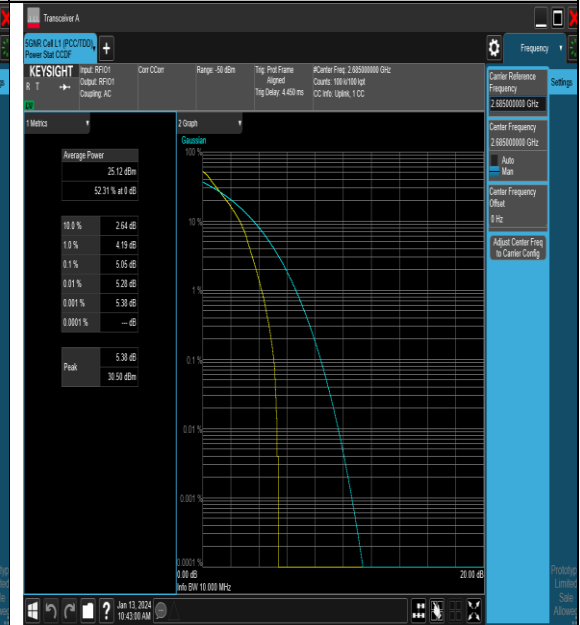 Transceiver A
5GNR Cell L1 (PCC/TDD),
Power Stat CCDF
Frequency
KEYSIGHT
R T
LV
Input: RFIO1
Output: RFIO1
Coupling: AC
Corr CCorr
Range: -50 dBm
Trig: Prot Frame
Aligned
Trig Delay: 4.450 ms
#Center Freq: 2.685000000 GHz
Counts: 100 k/100 kpt
CC Info: Uplink, 1 CC
Carrier Reference
Frequency
2.685000000 GHz
Settings
Center Frequency
2.685000000 GHz
Auto
Man
Center Frequency
Offset
0 Hz
Adjust Center Freq
to Carrier Config
1 Metrics
Average Power
25.12 dBm
52.31 % at 0 dB
10.0 % 2.64 dB
1.0 % 4.19 dB
0.1 % 5.05 dB
0.01 % 5.28 dB
0.001 % 5.38 dB
0.0001 % --- dB
Peak
5.38 dB
30.50 dBm
2 Graph
Gaussian
100 %
10 %
1 %
0.1 %
0.01 %
0.001 %
0.0001 %
0.00 dB
20.00 dB
Info BW 10.000 MHz
Jan 13, 2024
10:43:00 AM
?